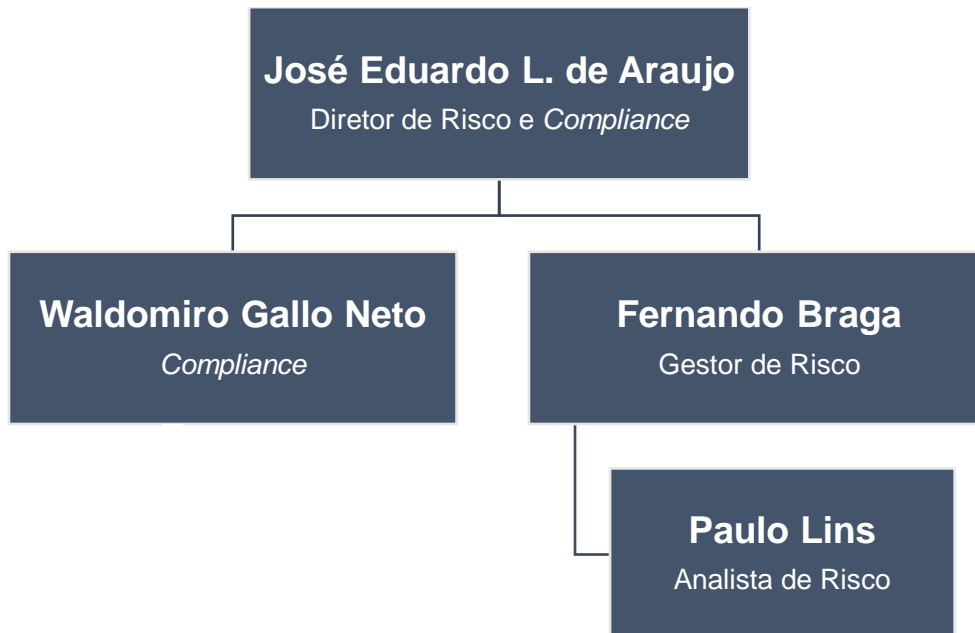 José Eduardo L. de Araujo
Diretor de Risco e Compliance
Waldomiro Gallo Neto
Compliance
Fernando Braga
Gestor de Risco
Paulo Lins
Analista de Risco